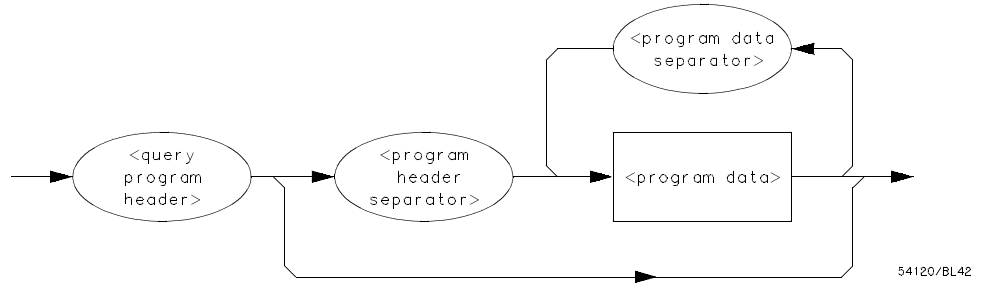 <program data
separator>
<query
program
header>
<program
header
separator>
<program data>
54120/BL42